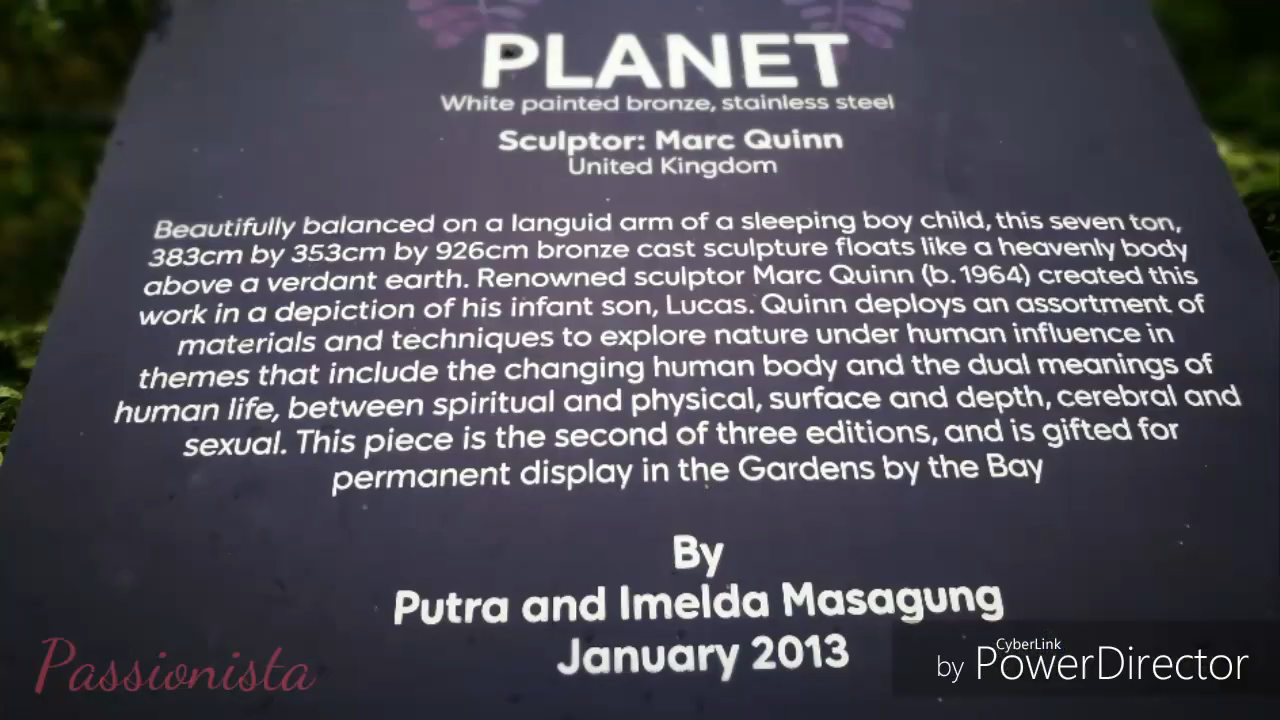 PLANET
White painted bronze, stainless steel
Sculptor: Marc Quinn
United Kingdom
Beautifully balanced on a languid arm of a sleeping boy child, this seven ton,
383cm by 353cm by 926cm bronze cast sculpture floats like a heavenly body
above a verdant earth. Renowned sculptor Marc Quinn (b. 1964) created this
work in a depiction of his infant son, Lucas. Quinn deploys an assortment of
materials and techniques to explore nature under human influence in
themes that include the changing human body and the dual meanings of
human life, between spiritual and physical, surface and depth, cerebral and
sexual. This piece is the second of three editions, and is gifted for
permanent display in the Gardens by the Bay
By
Putra and Imelda Masagung
January 2013
Passionista
by CyberLink PowerDirector